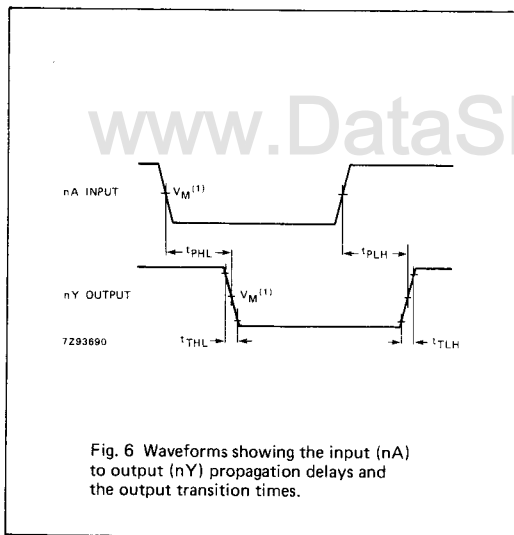 www.DataSh
nA INPUT
VM(1)
tPHL
tPLH
nY OUTPUT
VM(1)
7Z93690
tTHL
tTLH
Fig. 6 Waveforms showing the input (nA)
to output (nY) propagation delays and
the output transition times.